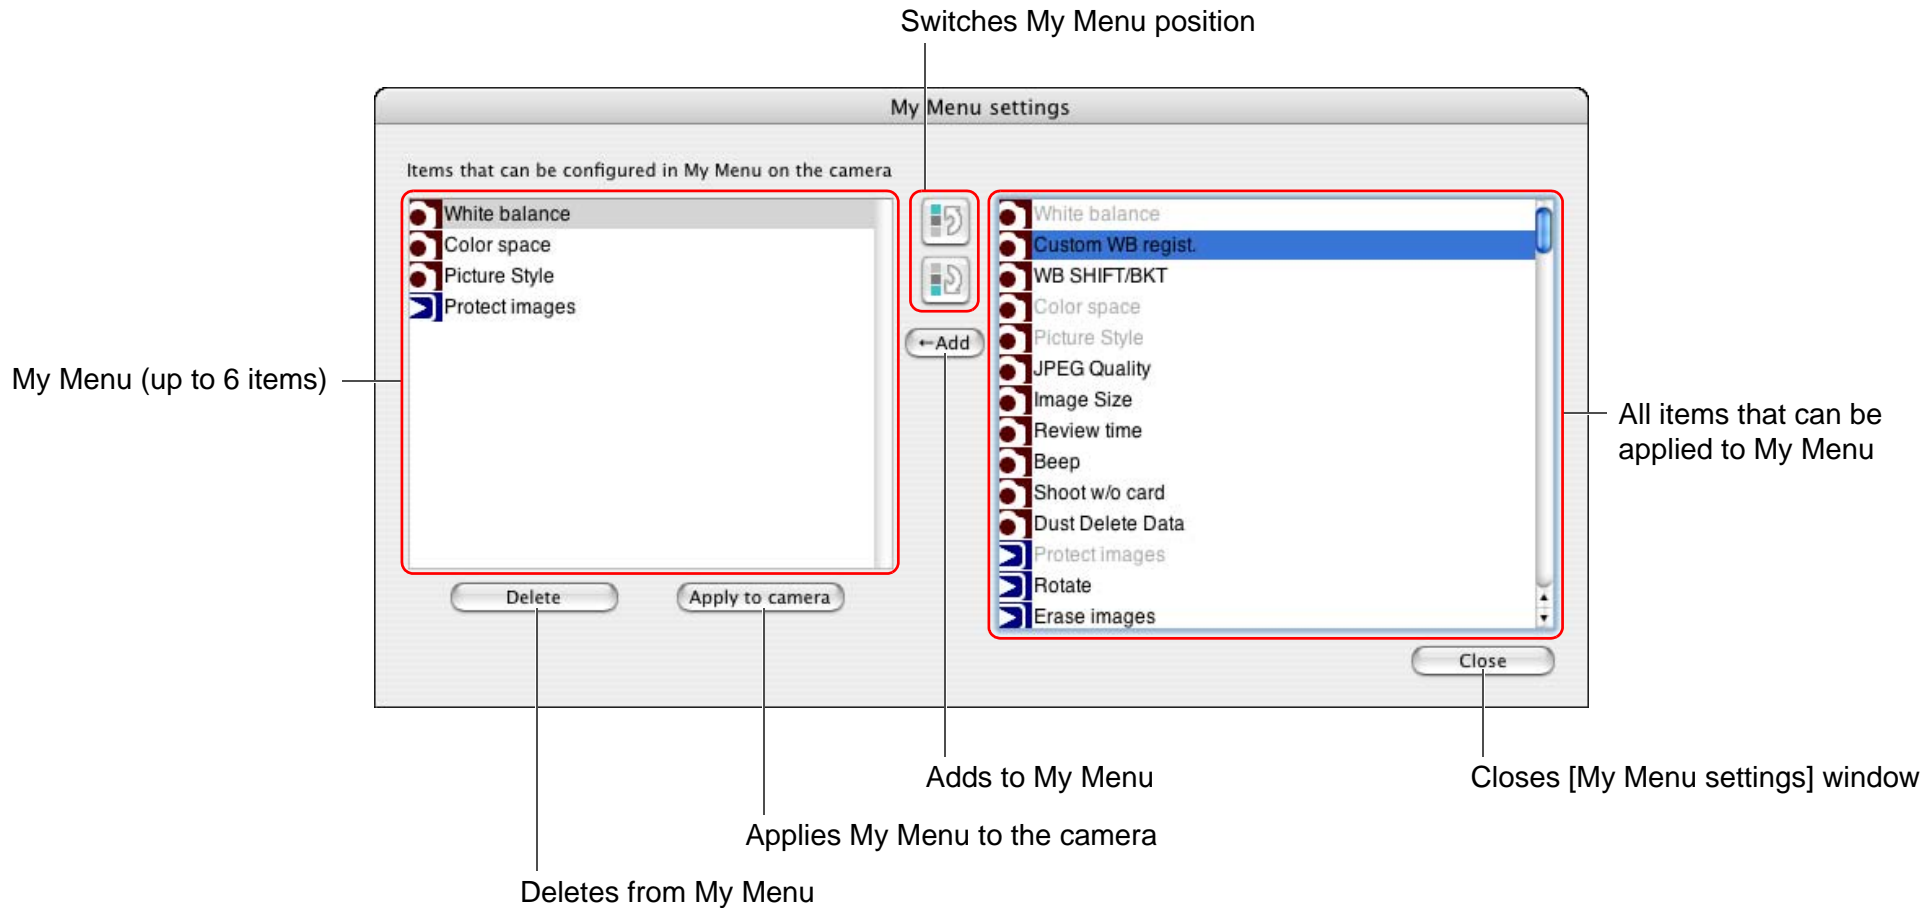 Switches My Menu position
My Menu settings
Items that can be configured in My Menu on the camera
White balance
Color space
Picture Style
Protect images
←Add
White balance
Custom WB regist.
WB SHIFT/BKT
Color space
Picture Style
JPEG Quality
Image Size
Review time
Beep
Shoot w/o card
Dust Delete Data
Protect images
Rotate
Erase images
My Menu (up to 6 items)
All items that can be
applied to My Menu
Delete
Apply to camera
Close
Adds to My Menu
Closes [My Menu settings] window
Applies My Menu to the camera
Deletes from My Menu